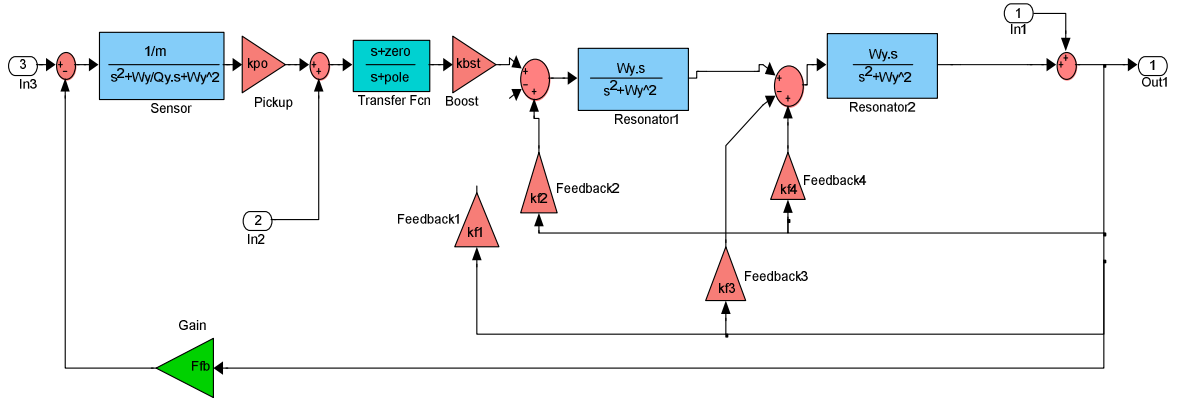 1
In1
3
In3
+
−
1/m
s^2+Wy/Qy.s+Wy^2
Sensor
kpo
Pickup
+
+
s+zero
s+pole
Transfer Fcn
kbst
Boost
+
−
+
Wy.s
s^2+Wy^2
Resonator1
+
−
+
Wy.s
s^2+Wy^2
Resonator2
+
+
1
Out1
kf2
Feedback2
kf4
Feedback4
2
In2
Feedback1
kf1
kf3
Feedback3
Gain
Ffb